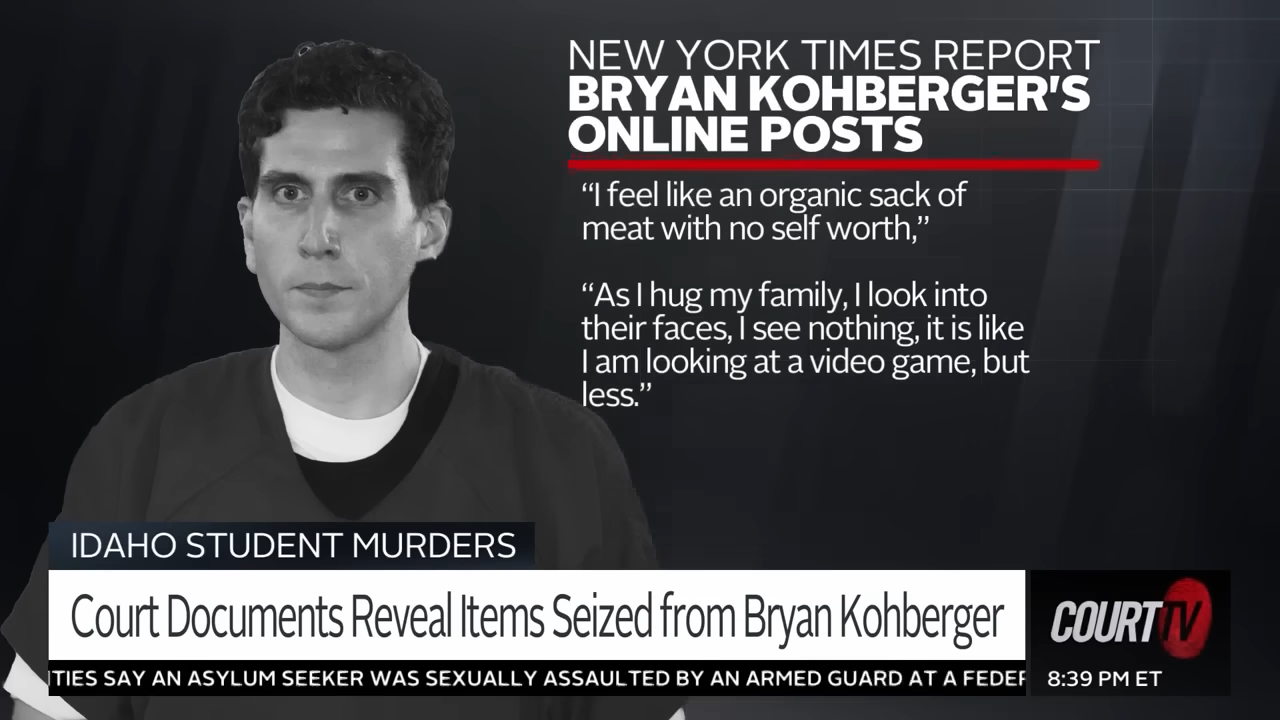 NEW YORK TIMES REPORT
BRYAN KOHBERGER'S
ONLINE POSTS
“I feel like an organic sack of
meat with no self worth,”
“As I hug my family, I look into
their faces, I see nothing, it is like
I am looking at a video game, but
less.”
IDAHO STUDENT MURDERS
Court Documents Reveal Items Seized from Bryan Kohberger
COURT TV
SAY AN ASYLUM SEEKER WAS SEXUALLY ASSAULTED BY AN ARMED GUARD AT A
8:39 PM ET